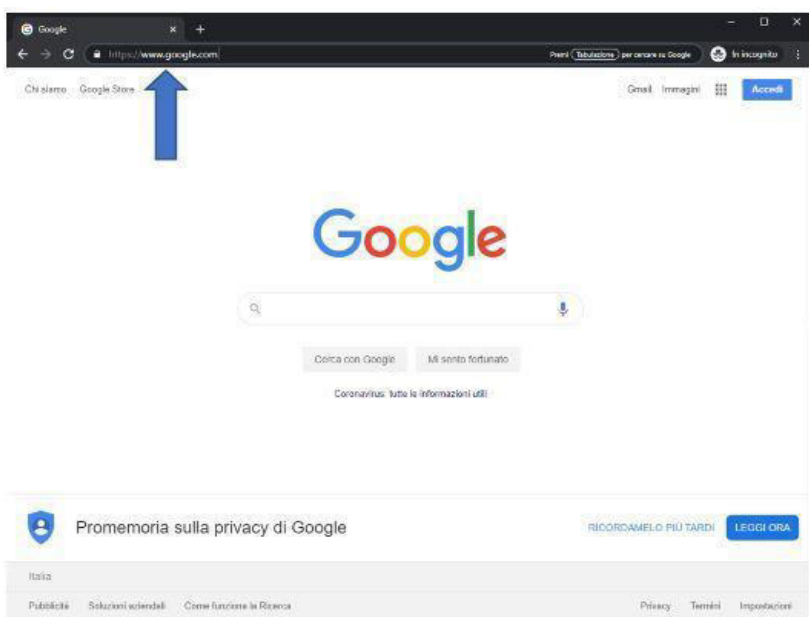 Google
https://www.google.com
Premi Tabulazione per cercare su Google
In incognito
Chi siamo Google Store
Gmail Immagini
Accedi
Google
Cerca con Google Mi sento fortunato
Coronavirus: tutte le informazioni utili
Promemoria sulla privacy di Google
RICORDAMELO PIÙ TARDI
LEGGI ORA
Italia
Pubblicità Soluzioni aziendali Come funziona la Ricerca
Privacy Termini Impostazioni